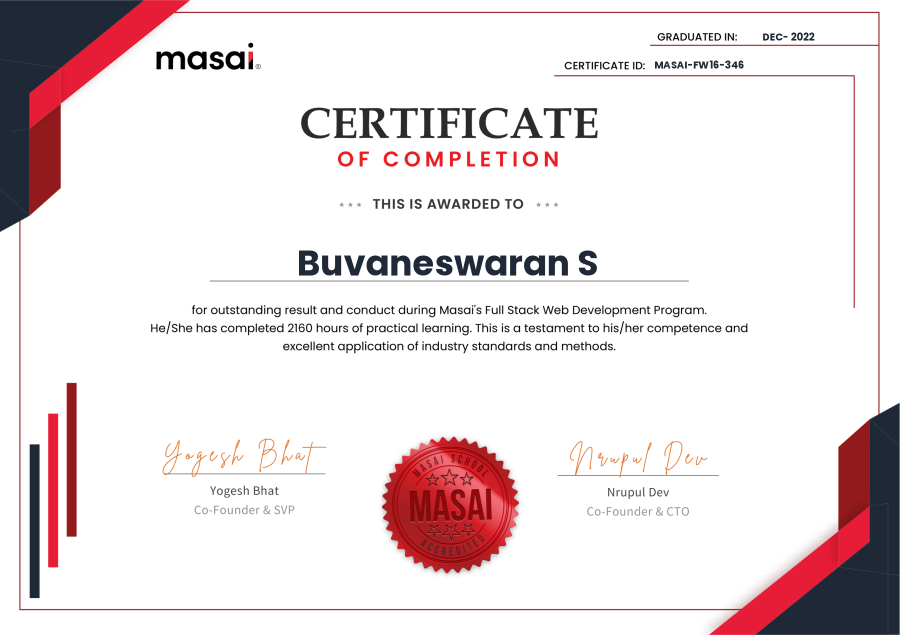 masai®
GRADUATED IN: DEC- 2022
CERTIFICATE ID: MASAI-FW16-346
CERTIFICATE
OF COMPLETION
THIS IS AWARDED TO
Buvaneswaran S
for outstanding result and conduct during Masai's Full Stack Web Development Program.
He/She has completed 2160 hours of practical learning. This is a testament to his/her competence and
excellent application of industry standards and methods.
Yogesh Bhat
Yogesh Bhat
Co-Founder & SVP
MASAI SCHOOL
MASAI
ACCREDITED
Nrupul Dev
Nrupul Dev
Co-Founder & CTO